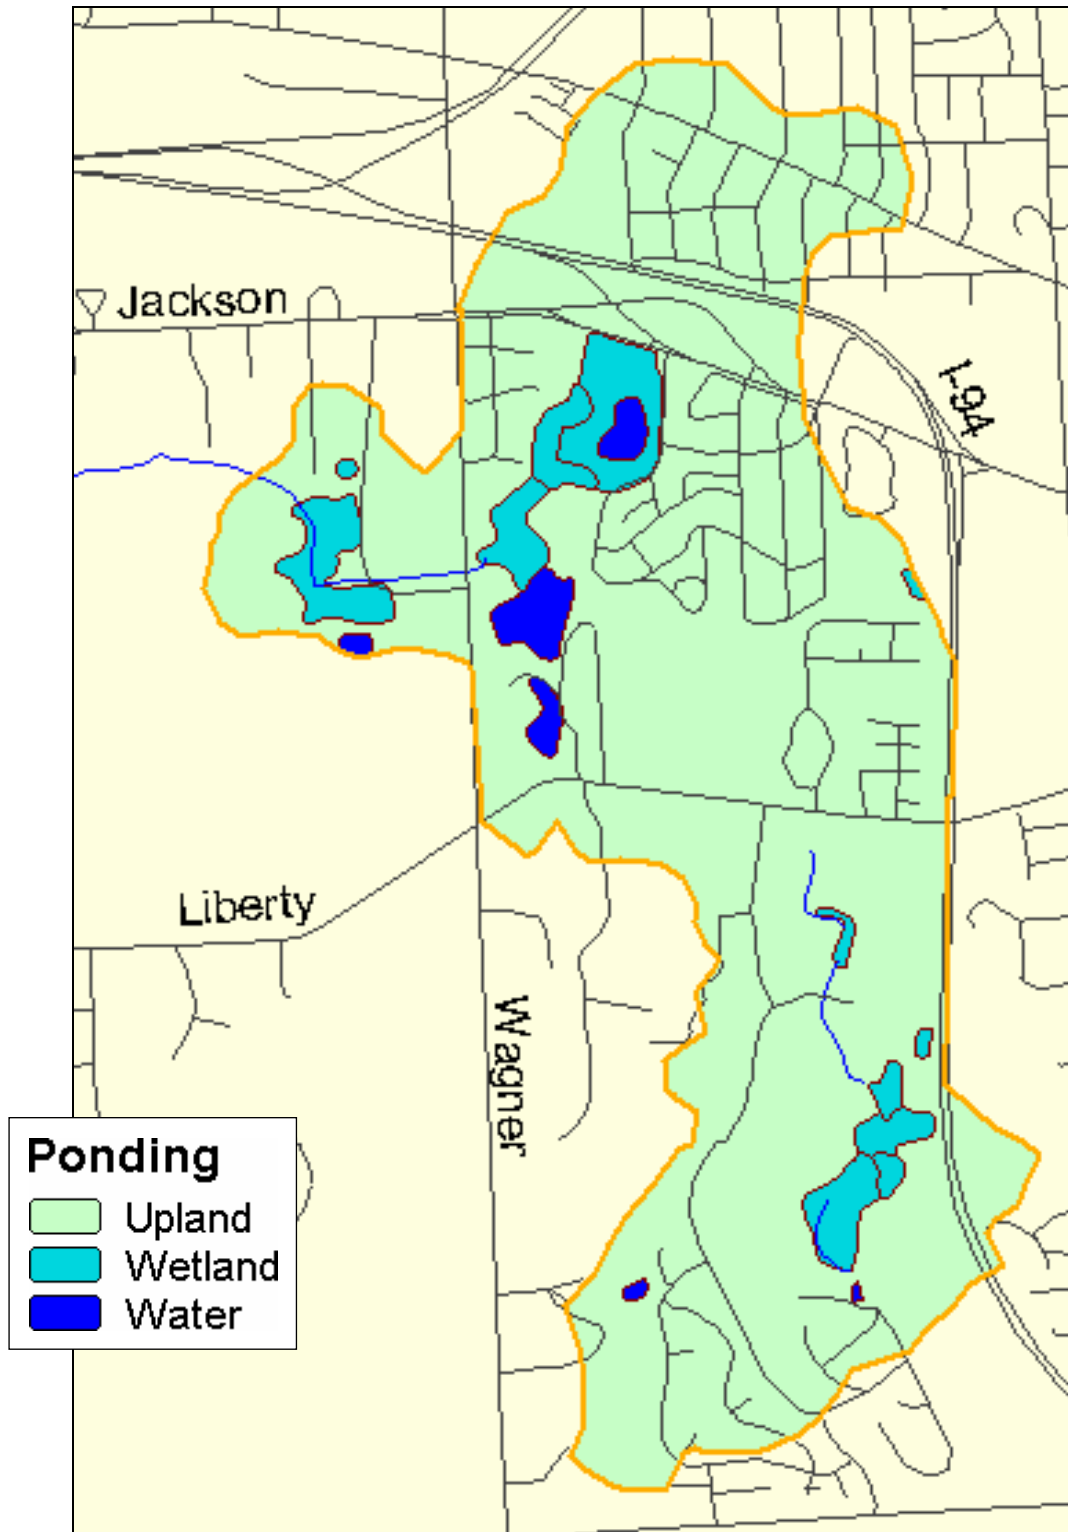 Jackson
I-94
Liberty
Wagner
Ponding
Upland
Wetland
Water